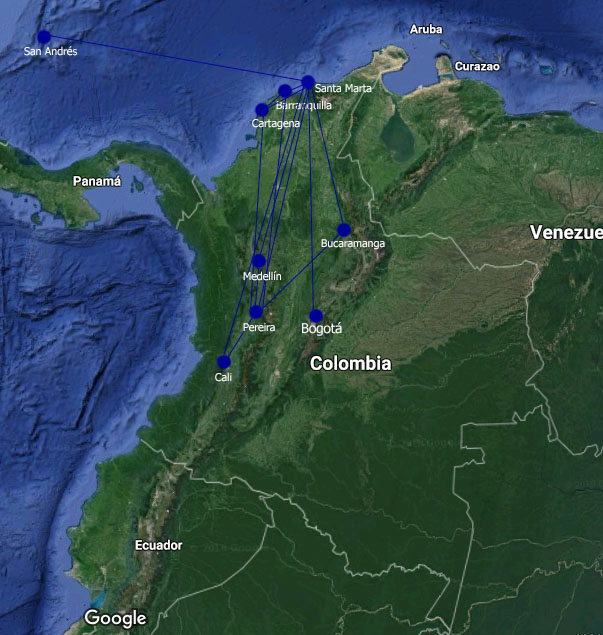 Aruba
San Andrés
Curazao
Santa Marta
Barranquilla
Cartagena
Panamá
Venezue
Bucaramanga
Medellín
Pereira
Bogotá
Colombia
Cali
Ecuador
Google